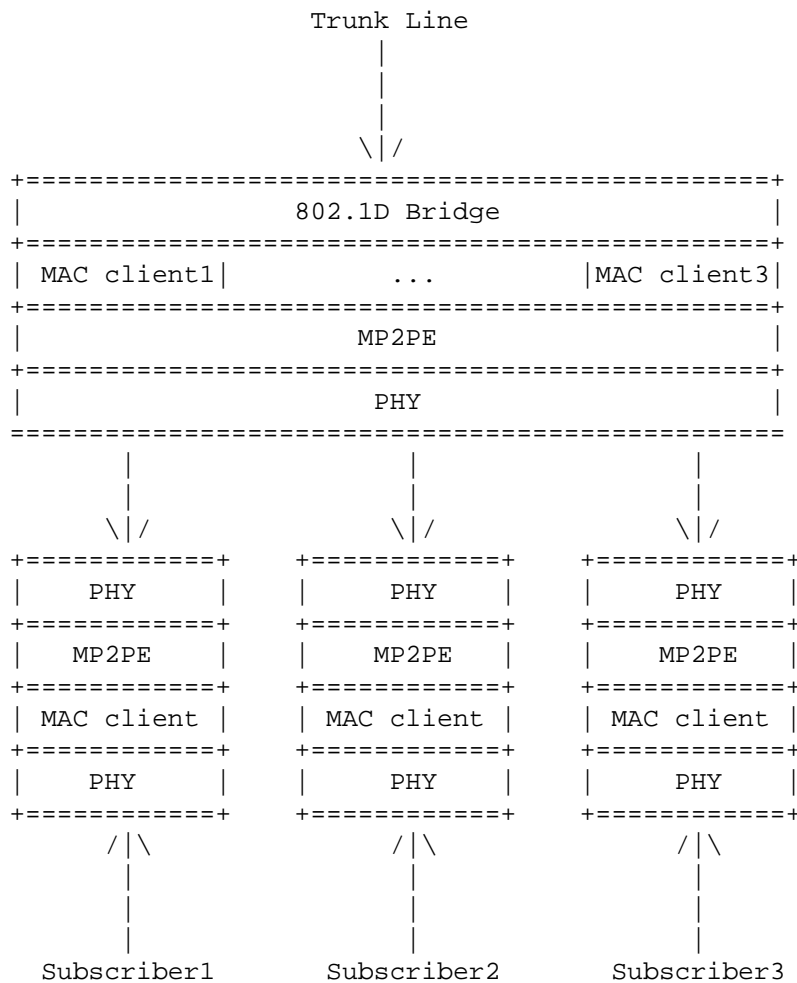 Trunk Line
|
|
|
\|/
+===============================================+
|                 802.1D Bridge                 |
+===============================================+
| MAC client1|          ...         |MAC client3|
+===============================================+
|                     MP2PE                     |
+===============================================+
|                      PHY                      |
=================================================
|                 |                 |
|                 |                 |
\|/               \|/               \|/
+============+    +============+    +============+
|    PHY     |    |     PHY    |    |     PHY    |
+============+    +============+    +============+
|   MP2PE    |    |    MP2PE   |    |    MP2PE   |
+============+    +============+    +============+
| MAC client |    | MAC client |    | MAC client |
+============+    +============+    +============+
|    PHY     |    |     PHY    |    |     PHY    |
+============+    +============+    +============+
/|\               /|\               /|\
|                 |                 |
|                 |                 |
|                 |                 |
Subscriber1       Subscriber2       Subscriber3